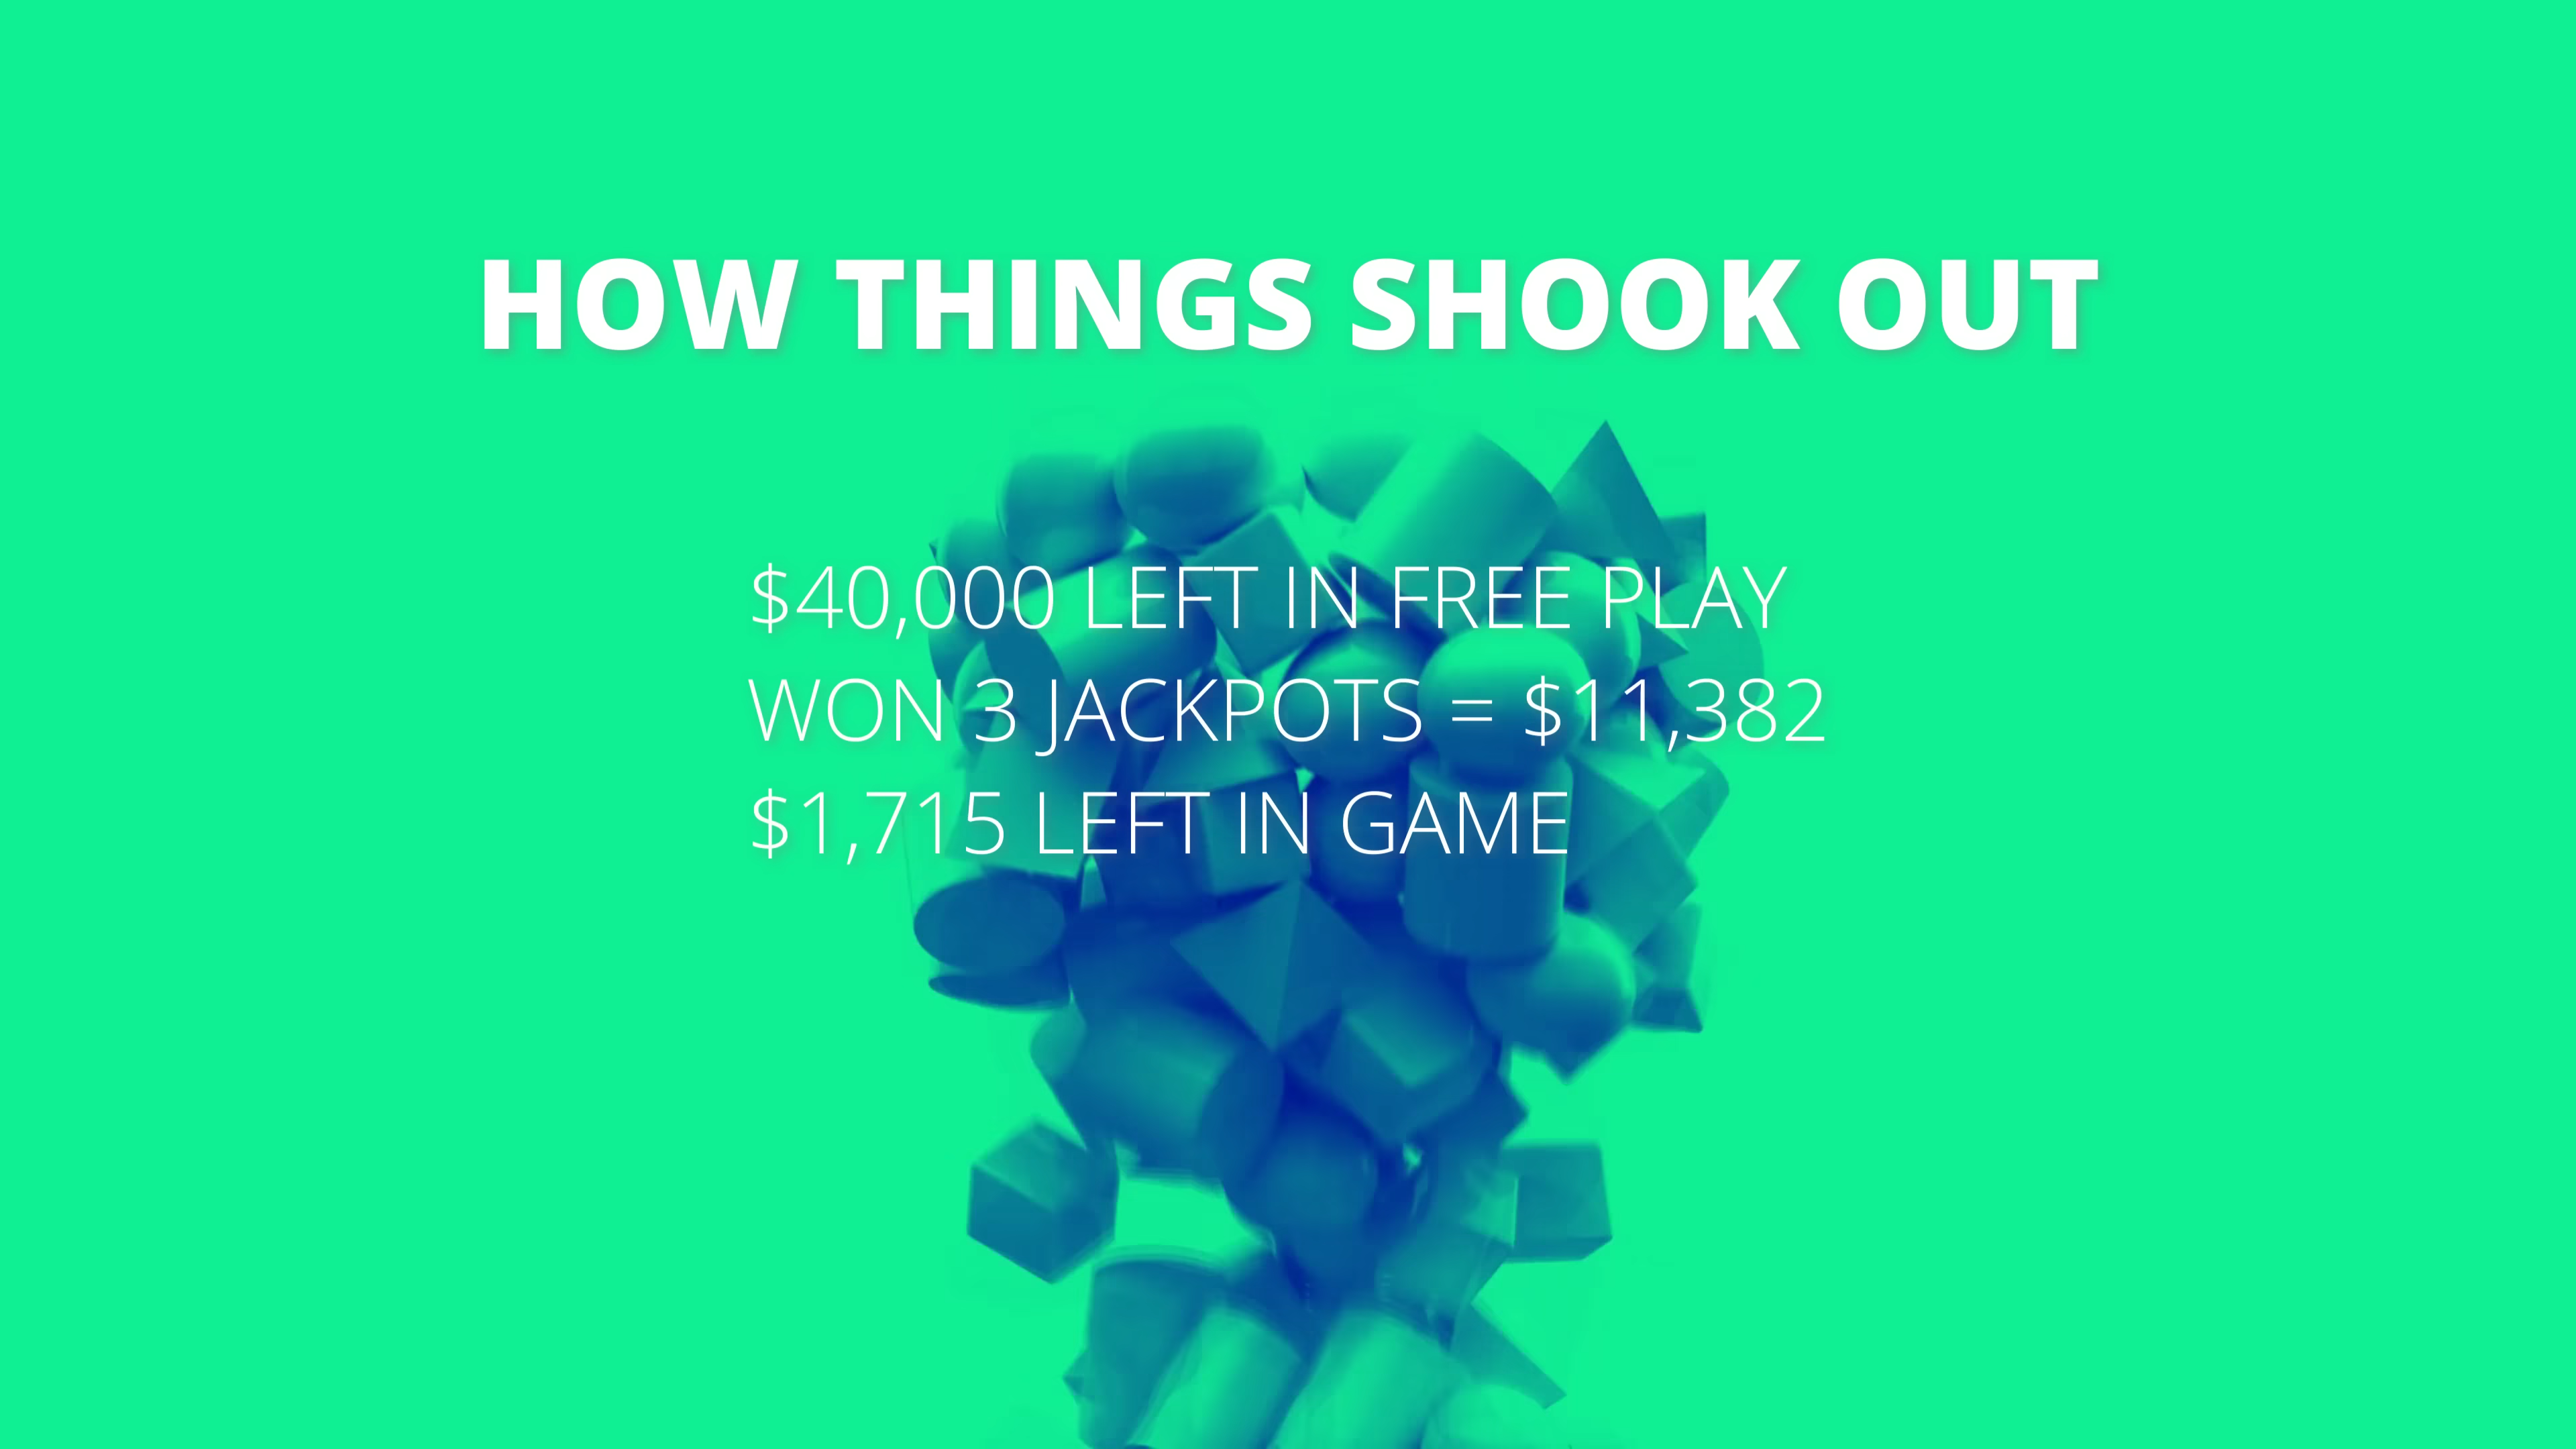 HOW THINGS SHOOK OUT
$40,000 LEFT IN FREE PLAY
WON 3 JACKPOTS = $11,382
$1,715 LEFT IN GAME